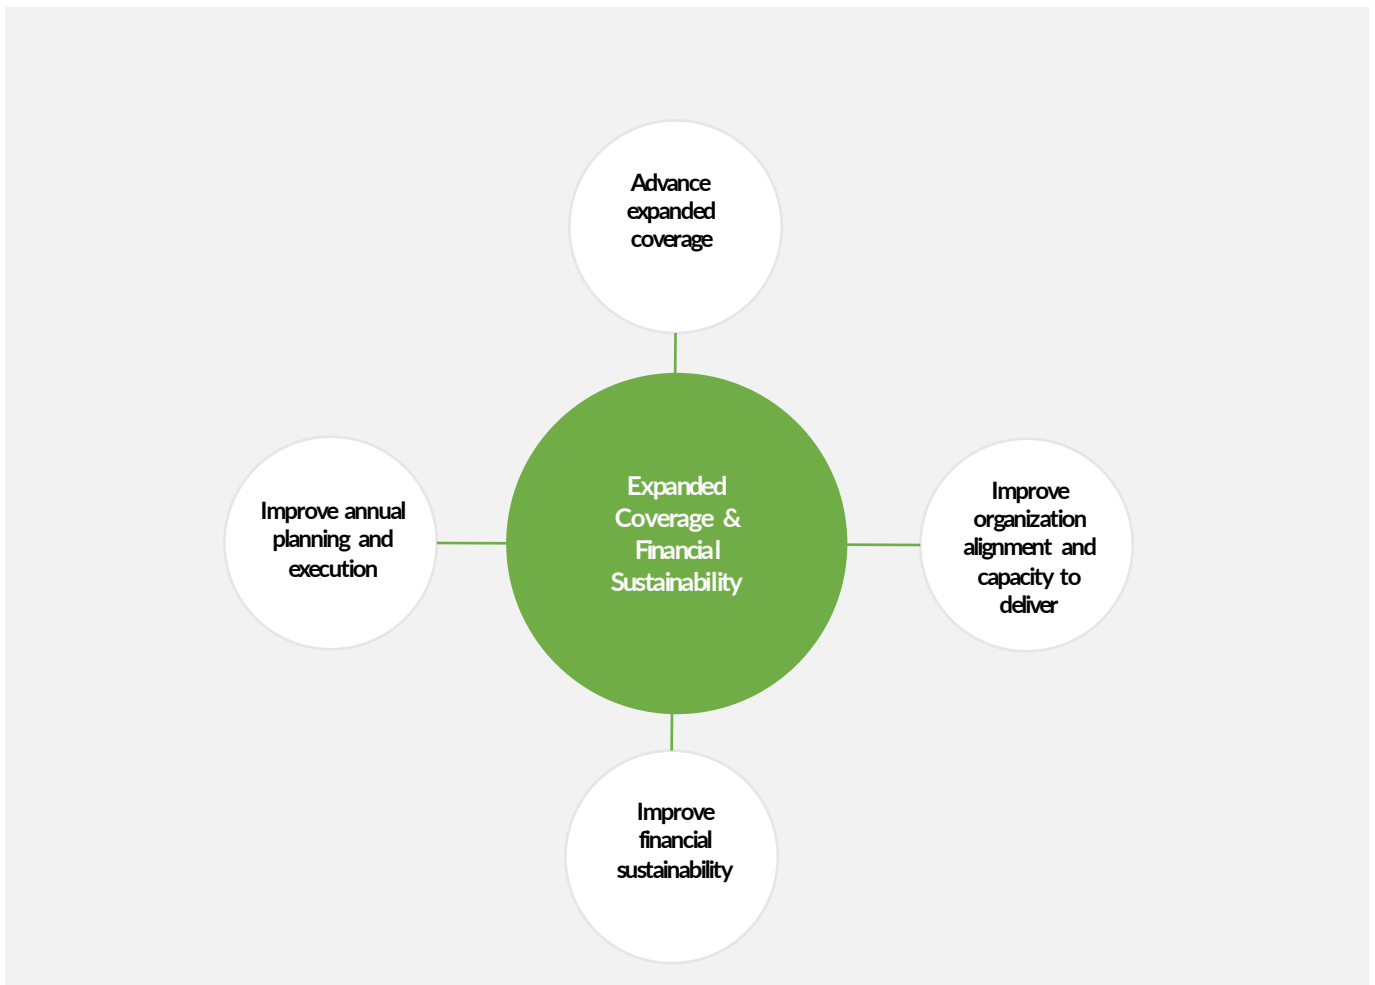 Advance
expanded
coverage
Improve annual
planning and
execution
Expanded
Coverage &
Financial
Sustainability
Improve
organization
alignment and
capacity to
deliver
Improve
financial
sustainability